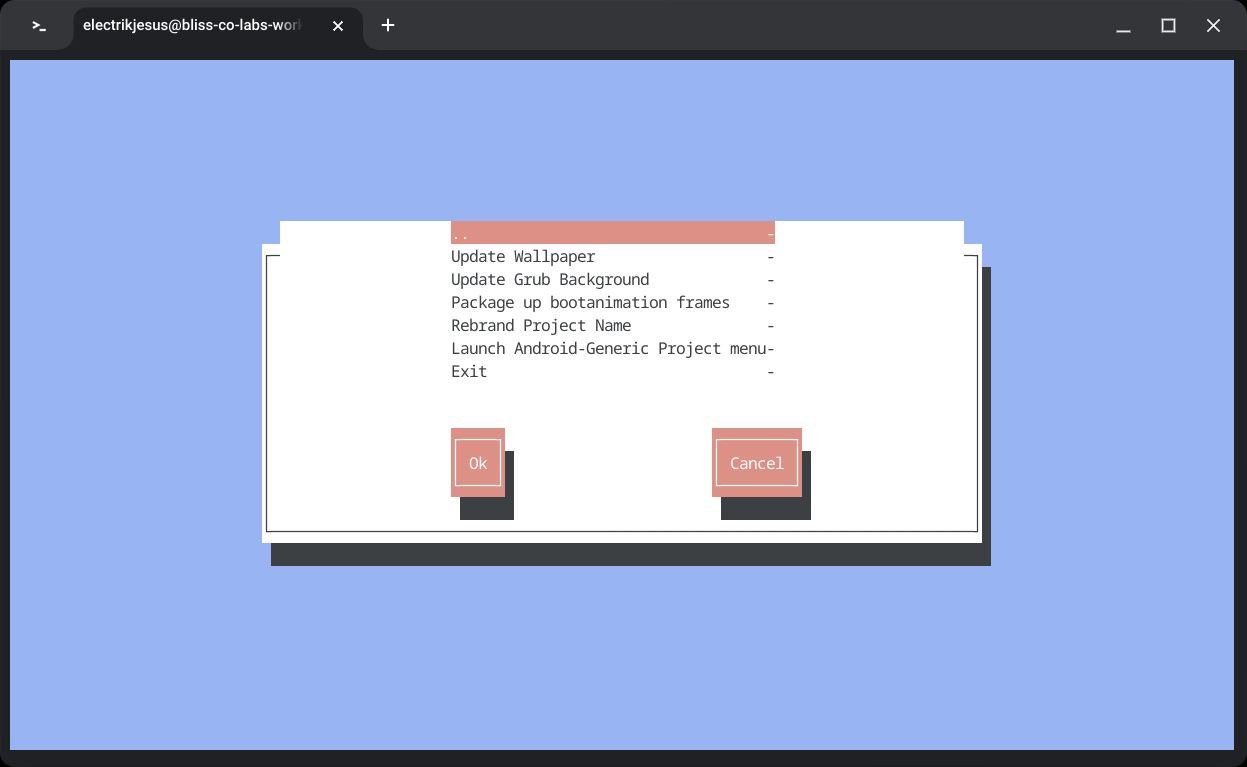 >_ electrikjesus@bliss-co-labs-wor
.. -
Update Wallpaper -
Update Grub Background -
Package up bootanimation frames -
Rebrand Project Name -
Launch Android-Generic Project menu-
Exit -
Ok Cancel